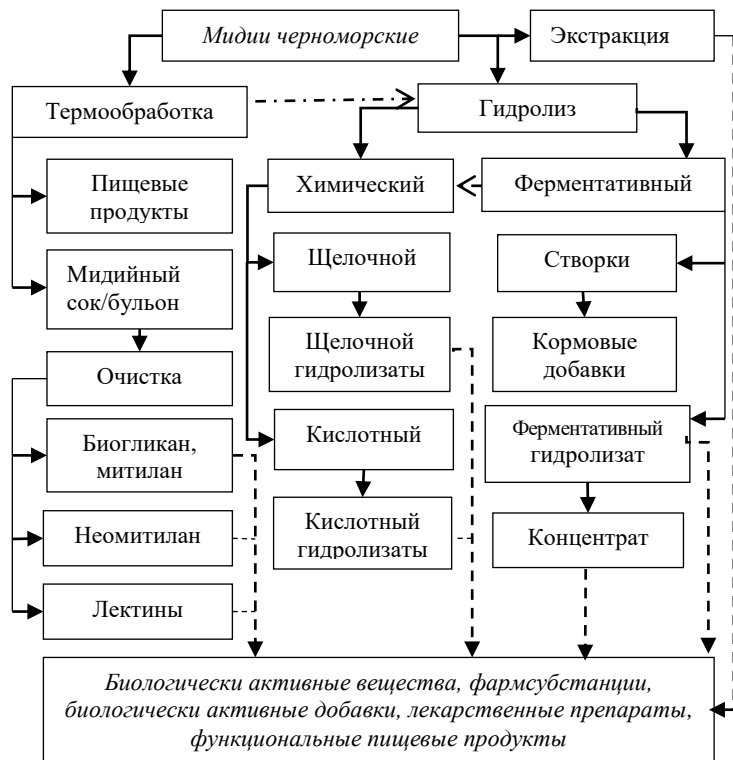 Мидии черноморские
Экстракция
Термообработка
Гидролиз
Пищевые
продукты
Химический
Ферментативный
Мидийный
сок/бульон
Щелочной
Створки
Очистка
Щелочной
гидролизаты
Кормовые
добавки
Биогликан,
митилан
Кислотный
Ферментативный
гидролизат
Неомитилан
Кислотный
гидролизаты
Концентрат
Лектины
Биологически активные вещества, фармсубстанции,
биологически активные добавки, лекарственные препараты,
функциональные пищевые продукты